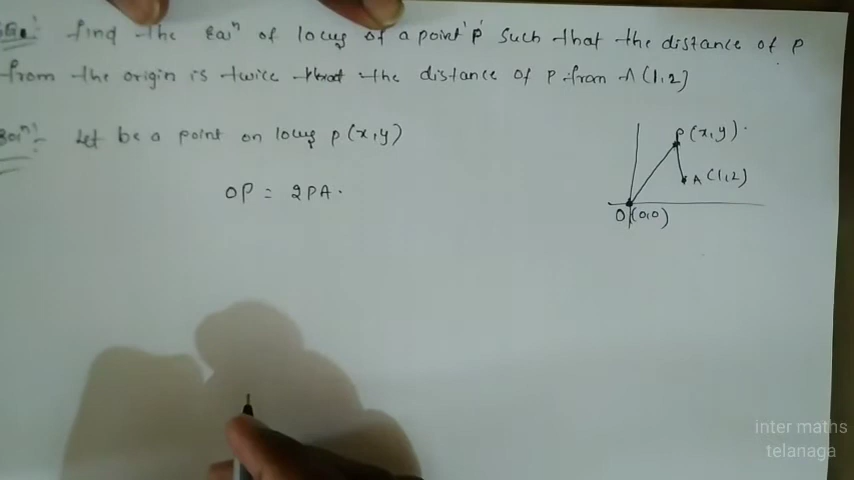 find the Eqⁿ of locus of a point 'P' such that the distance of P
from the origin is twice the distance of P from A(1,2)
Solⁿ:- Let be a point on locus P(x,y)
OP = 2PA.
P(x,y).
A(1,2)
O(0,0)
inter maths
telanaga